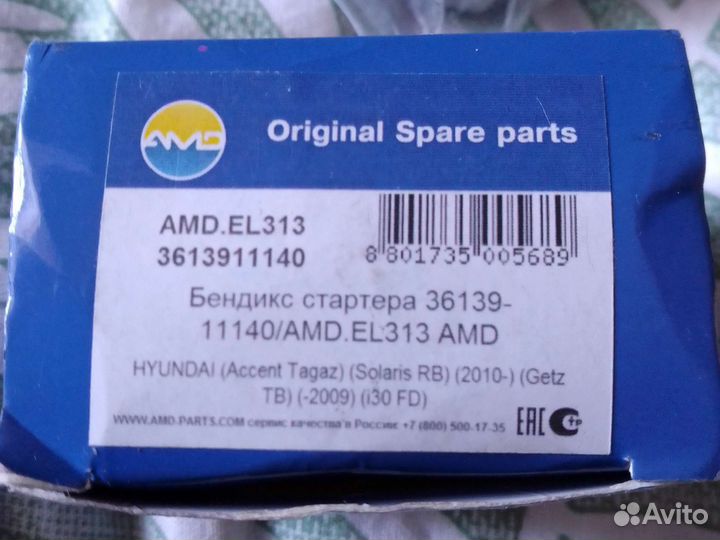 AMD
Original Spare parts
AMD.EL313
3613911140
8 801735 005689
Бендикс стартера 36139-
11140/AMD.EL313 AMD
HYUNDAI (Accent Tagaz) (Solaris RB) (2010-) (Getz
TB) (-2009) (i30 FD)
WWW.AMD-PARTS.COM сервис качества в России +7 (800) 500-17-35
EAC
Avito